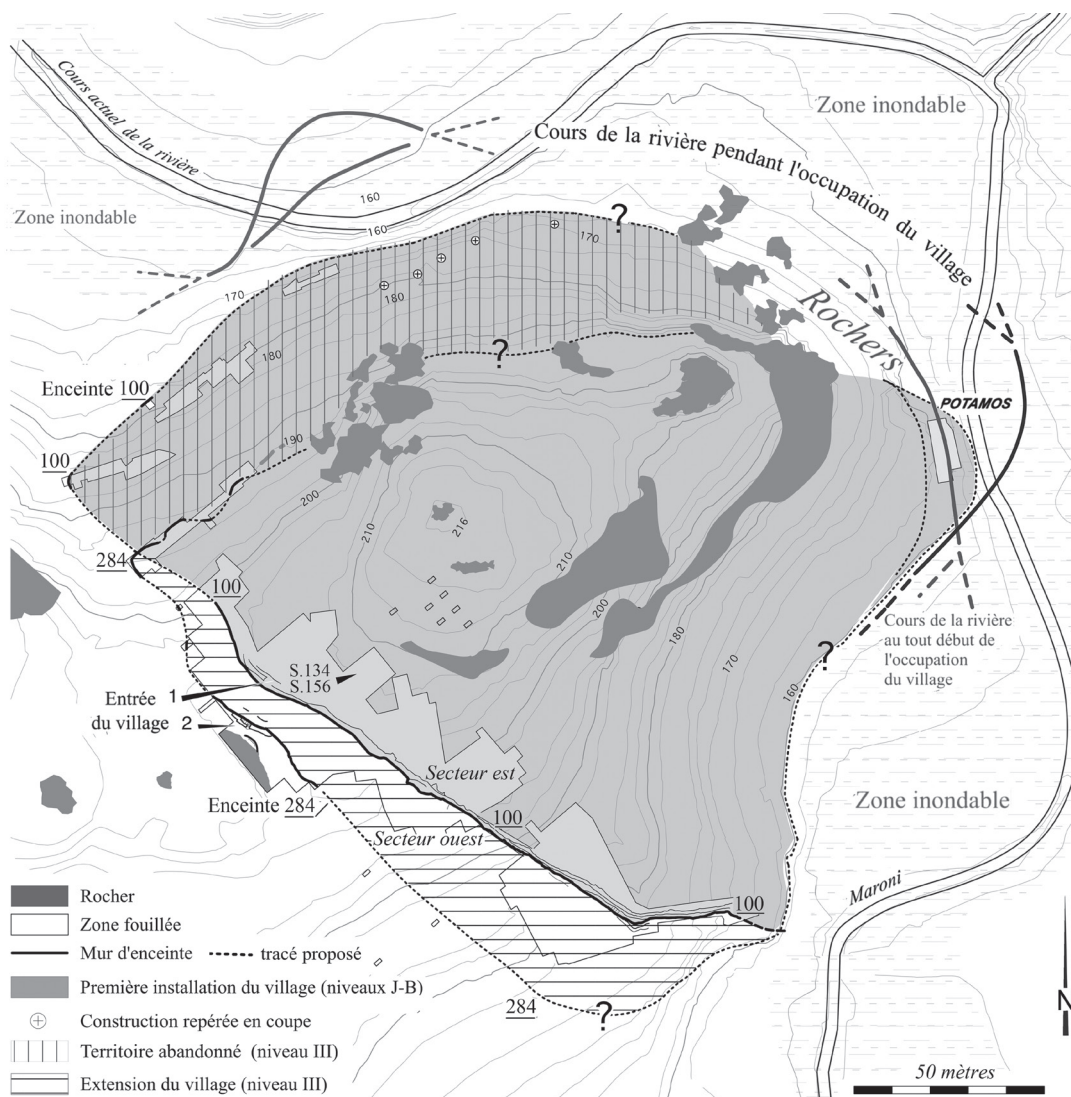 Cours actuel de la rivière
Zone inondable
Cours de la rivière pendant l'occupation du village
Zone inondable
160
160
?
170
Rochers
170
180
180
?
Enceinte 100
POTAMOS
100
190
200
210
216
210
200
180
170
160
284
100
?
Cours de la rivière
au tout début de
l'occupation
du village
S.134
S.156
Entrée 1
du village 2
Secteur est
Enceinte 284
100
Secteur ouest
Zone inondable
Maroni
100
284
?
N
Rocher
Zone fouillée
Mur d'enceinte
tracé proposé
Première installation du village (niveaux J-B)
Construction repérée en coupe
Territoire abandonné (niveau III)
Extension du village (niveau III)
50 mètres